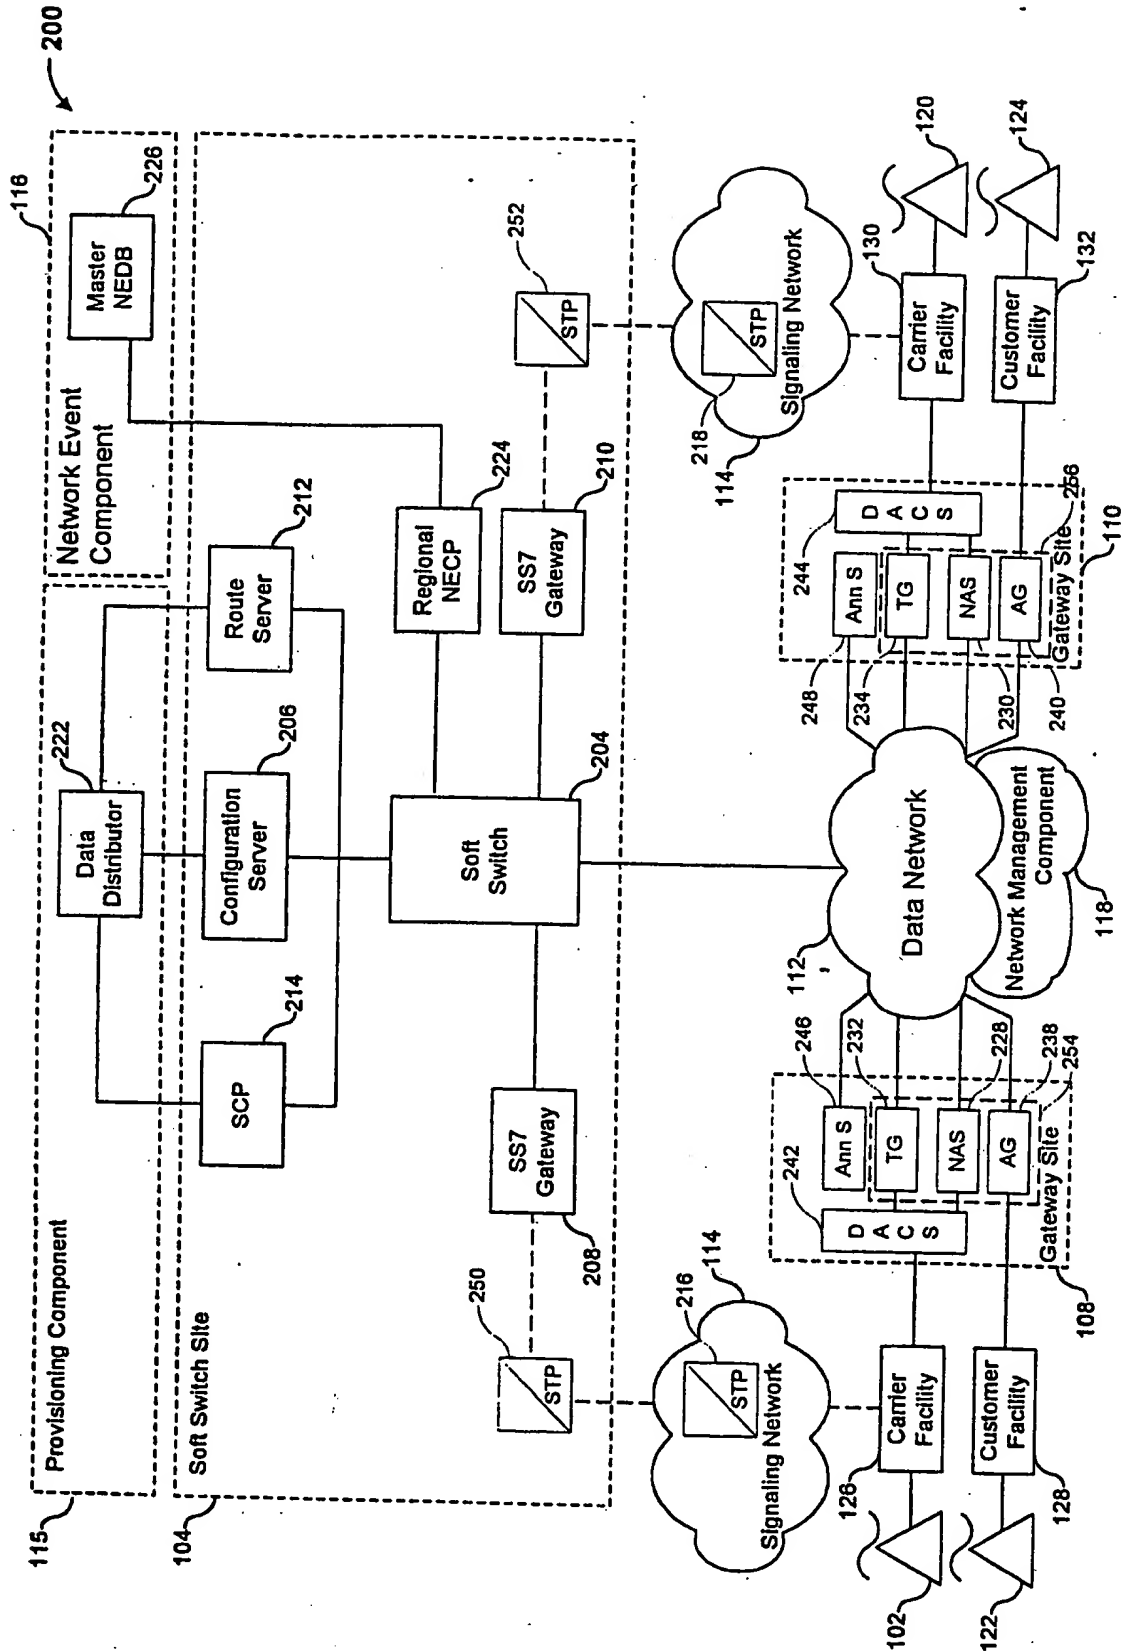 200
116
Master
NEDB
226
Network Event
Component
115
Provisioning Component
Data
Distributor
222
104
Soft Switch Site
SCP
214
Configuration
Server
206
Route
Server
212
Regional
NECP
224
Soft
Switch
204
SS7
Gateway
208
SS7
Gateway
210
250
STP
252
STP
114
216
STP
Signaling Network
218
STP
Signaling Network
114
112
Data Network
Network Management
Component
118
108
Gateway Site
242
D
A
C
S
Ann S
246
TG
232
NAS
228
AG
238
254
110
Gateway Site
244
D
A
C
S
Ann S
248
TG
234
NAS
230
AG
240
256
126
Carrier
Facility
Customer
Facility
128
102
122
130
Carrier
Facility
Customer
Facility
132
120
124